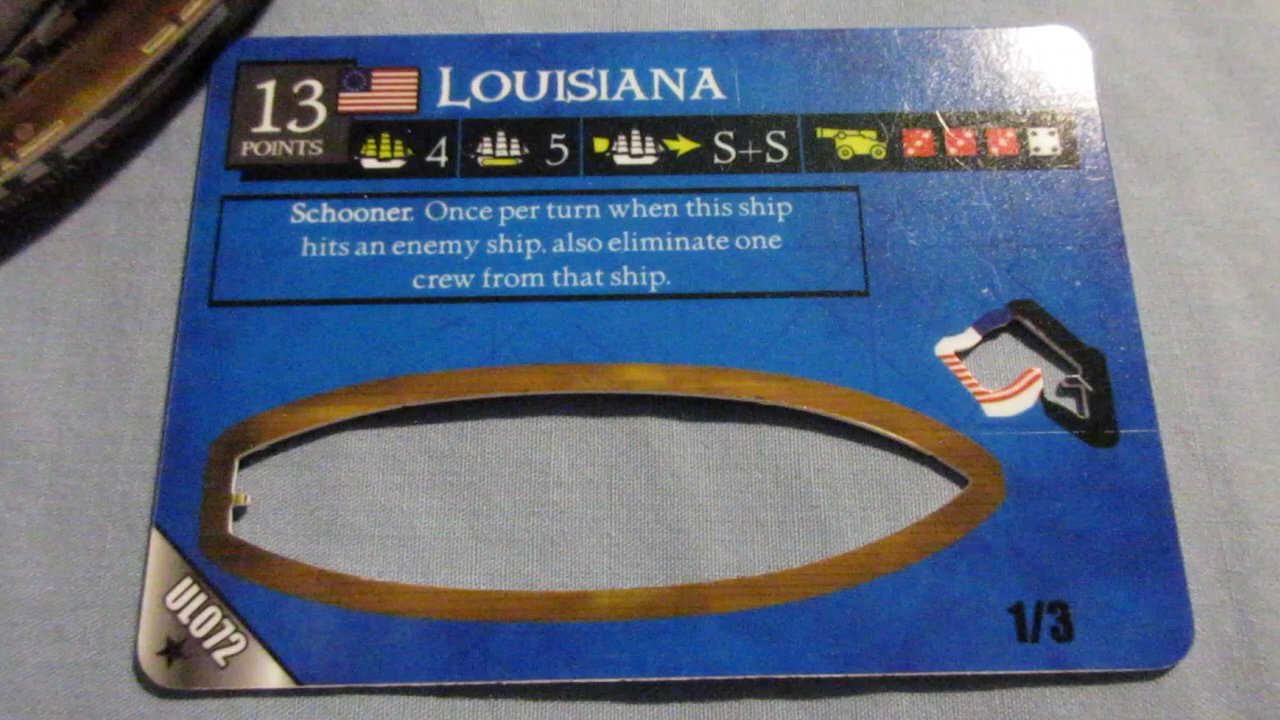 13
POINTS
LOUISIANA
4 5 S+S
Schooner. Once per turn when this ship
hits an enemy ship, also eliminate one
crew from that ship.
UL072
1/3